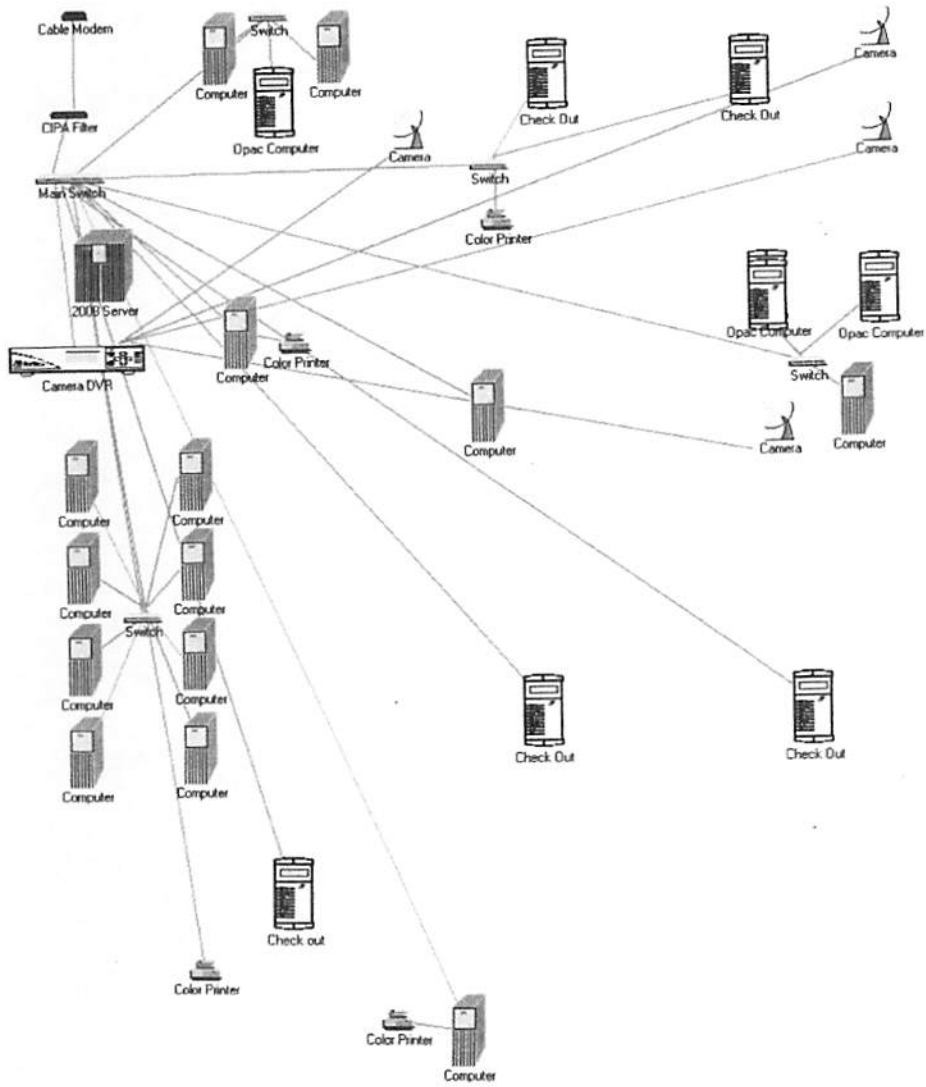 Cable Modem
Switch
Computer
Computer
Camera
CIPA Filter
Check Out
Check Out
Opac Computer
Camera
Camera
Main Switch
Switch
Color Printer
2008 Server
Opac Computer
Opac Computer
Color Printer
Computer
Switch
Camera DVR
Computer
Camera
Computer
Computer
Computer
Computer
Computer
Switch
Computer
Computer
Check Out
Check Out
Computer
Computer
Check out
Color Printer
Color Printer
Computer